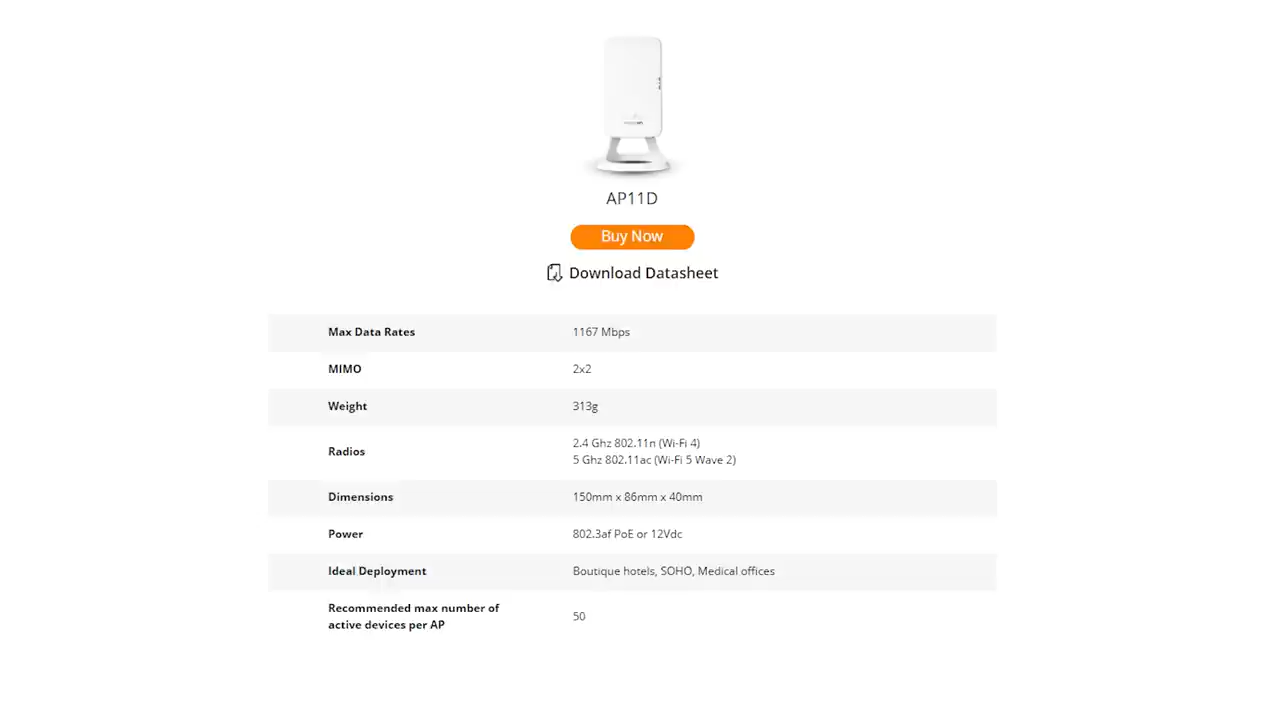 AP11D
Buy Now
Download Datasheet
Max Data Rates 1167 Mbps
MIMO 2x2
Weight 313g
Radios 2.4 Ghz 802.11n (Wi-Fi 4)
5 Ghz 802.11ac (Wi-Fi 5 Wave 2)
Dimensions 150mm x 86mm x 40mm
Power 802.3af PoE or 12Vdc
Ideal Deployment Boutique hotels, SOHO, Medical offices
Recommended max number of
active devices per AP 50